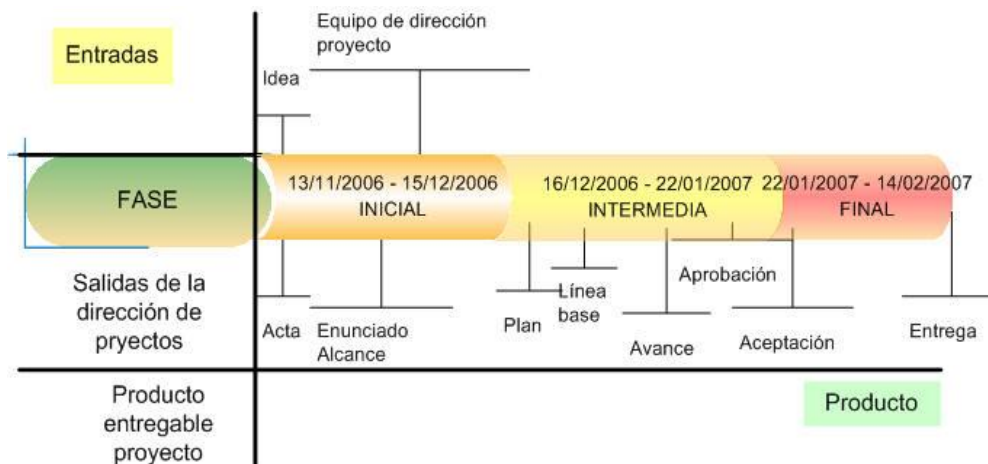 Equipo de dirección
proyecto
Entradas
Idea
FASE
13/11/2006 - 15/12/2006
INICIAL
16/12/2006 - 22/01/2007
INTERMEDIA
22/01/2007 - 14/02/2007
FINAL
Salidas de la
dirección de
pryectos
Acta
Enunciado
Alcance
Plan
Línea
base
Avance
Aprobación
Aceptación
Entrega
Producto
entregable
proyecto
Producto